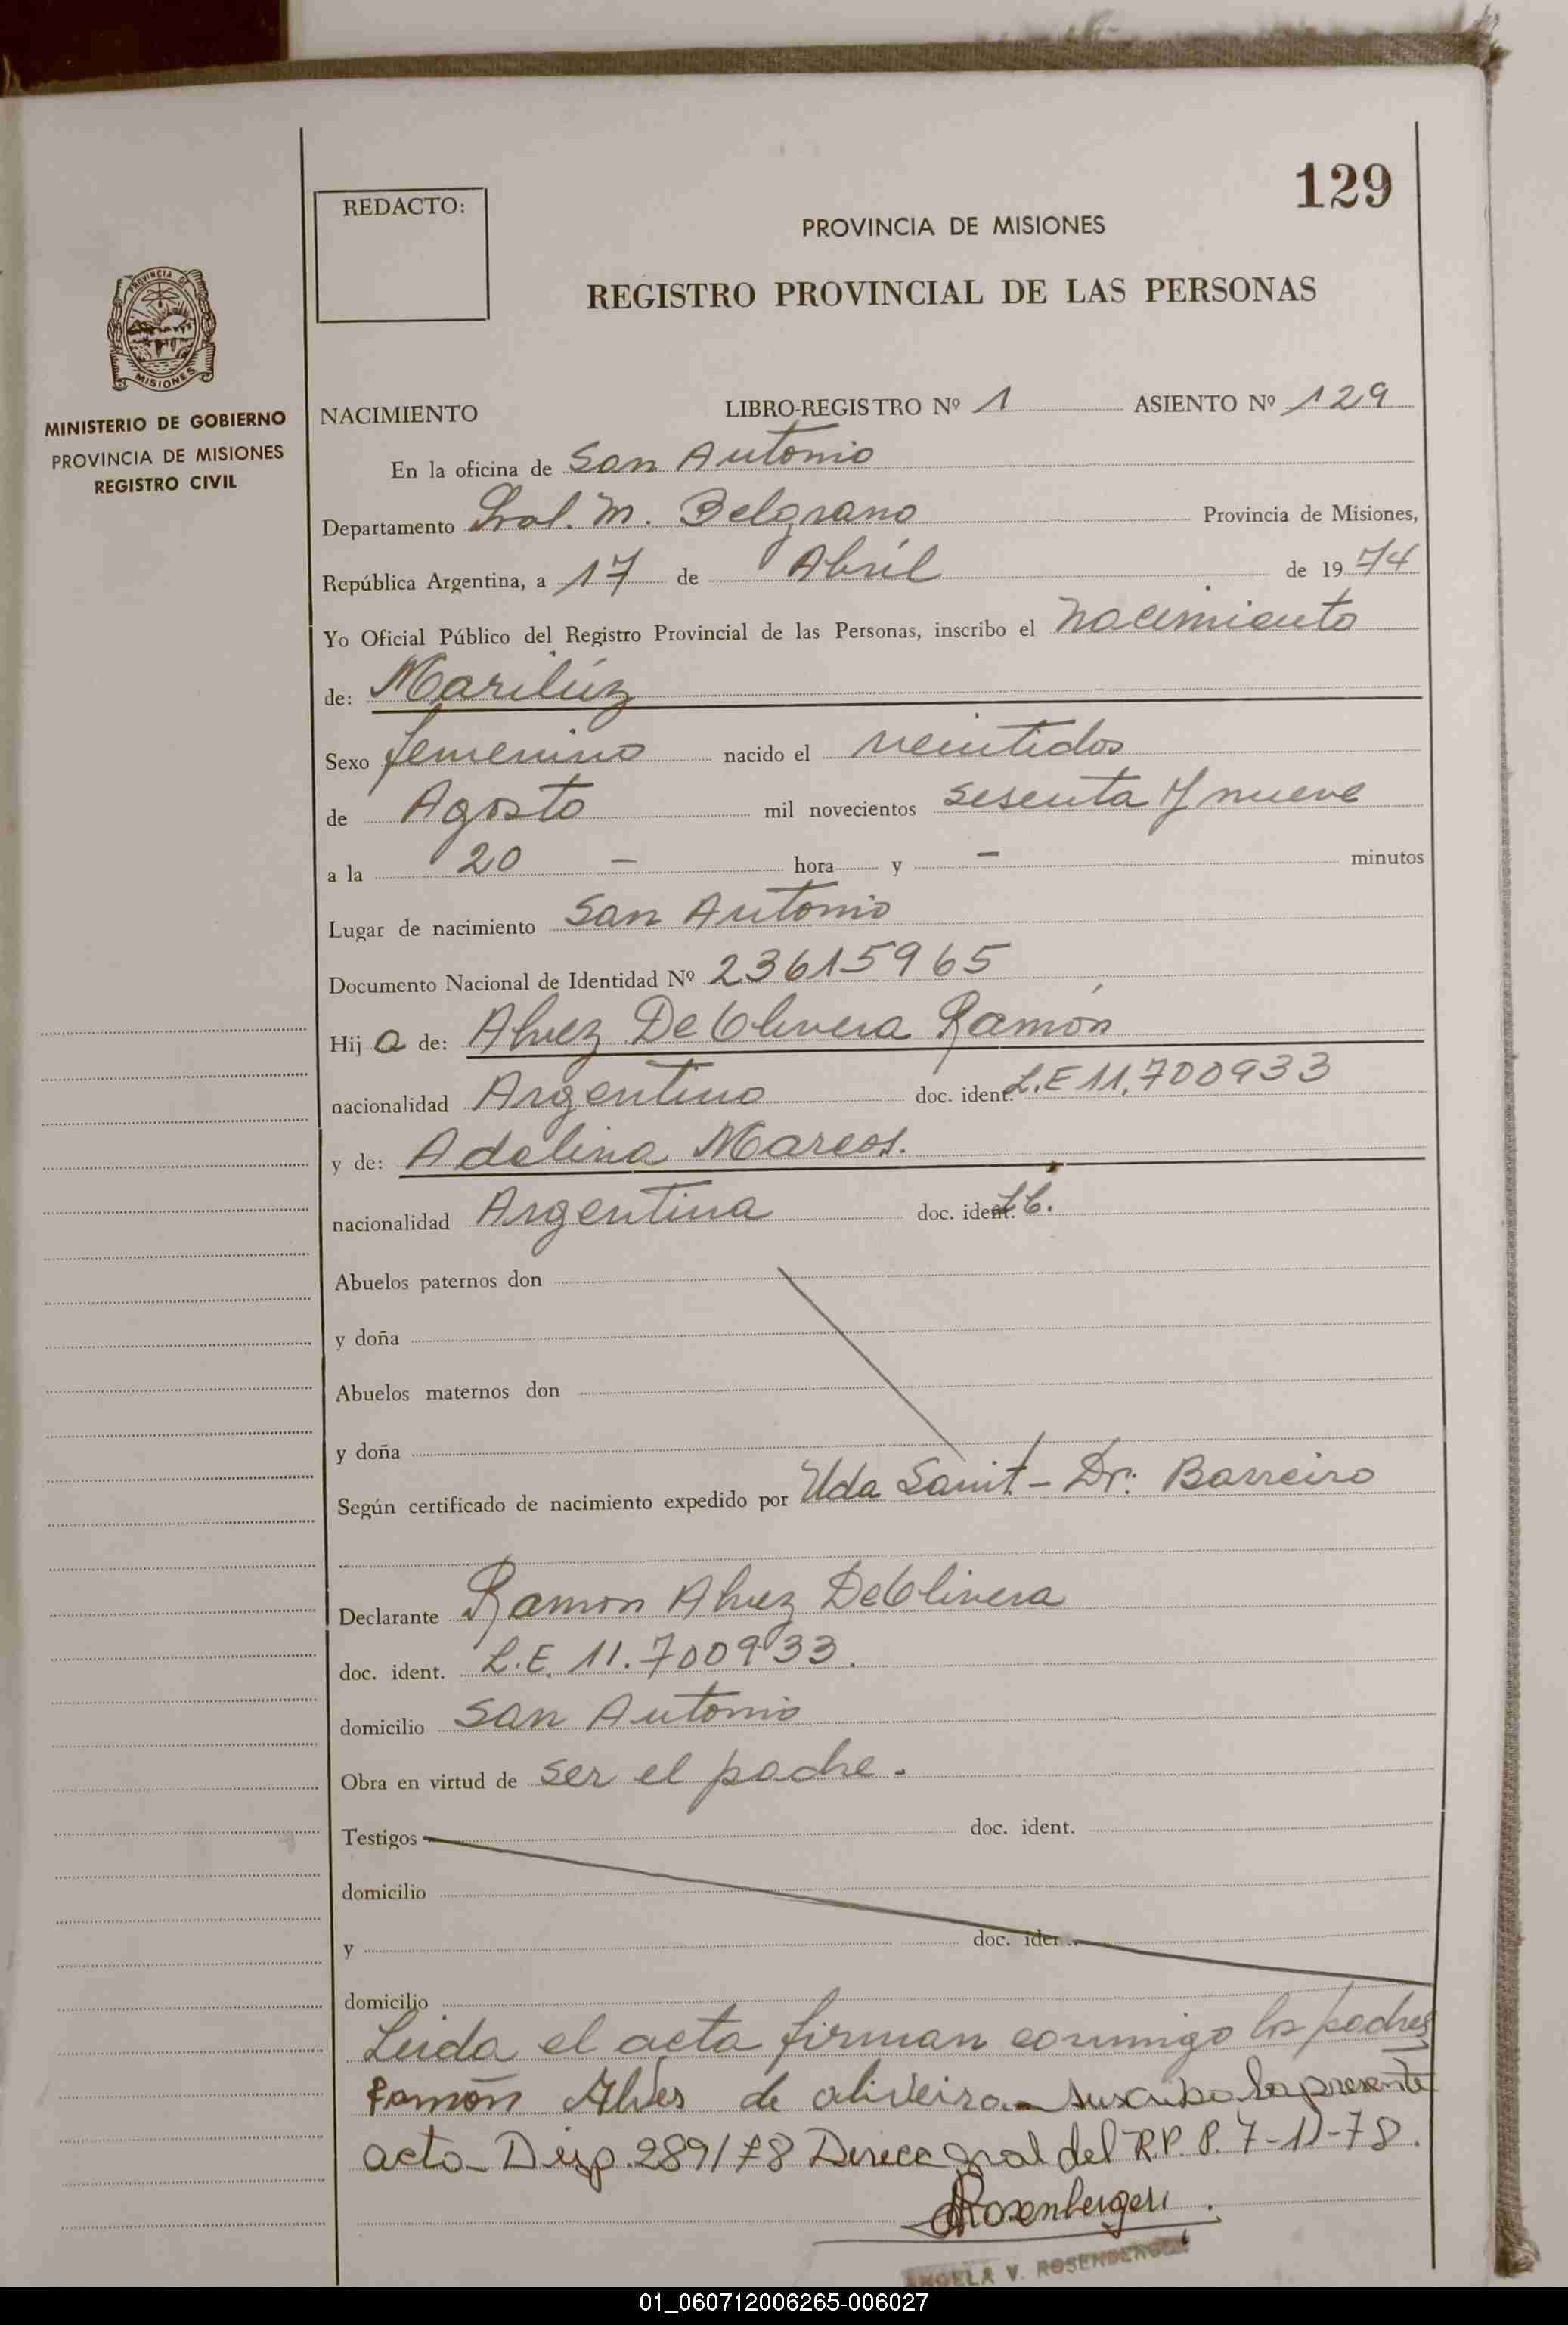 129
REDACTO:
PROVINCIA DE MISIONES
REGISTRO PROVINCIAL DE LAS PERSONAS
PROVINCIA DE
MISIONES
MINISTERIO DE GOBIERNO
PROVINCIA DE MISIONES
REGISTRO CIVIL
NACIMIENTO LIBRO-REGISTRO Nº 1 ASIENTO Nº 129
En la oficina de San Antonio
Departamento Gral. M. Belgrano Provincia de Misiones,
República Argentina, a 17 de Abríl de 1974
Yo Oficial Público del Registro Provincial de las Personas, inscribo el nacimiento
de: Marilúz
Sexo femenino nacido el veintidos
de Agosto mil novecientos sesenta y nueve
a la 20 - hora y - minutos
Lugar de nacimiento San Antonio
Documento Nacional de Identidad Nº 23615965
Hij a de: Alvez De Olivera Ramón
nacionalidad Argentino doc. ident. L.E 11.700933
y de: Adelina Marcos.
nacionalidad Argentina doc. ident. L.C.
Abuelos paternos don
y doña
Abuelos maternos don
y doña
Según certificado de nacimiento expedido por Uda Sanit - Dr. Barreiro
Declarante Ramon Alvez De Olivera
doc. ident. L.E. 11.700933.
domicilio San Antonio
Obra en virtud de ser el padre.
Testigos doc. ident.
domicilio
y doc. ident.
domicilio
Leida el acta firman conmigo los padres
Ramón Alves de oliveira - suscribo la presente
acta - Disp. 289/78 Direcc gral del R.P.P. 7-11-78.
Rosenberger
ANGELA V. ROSENBERGER
01_060712006265-006027